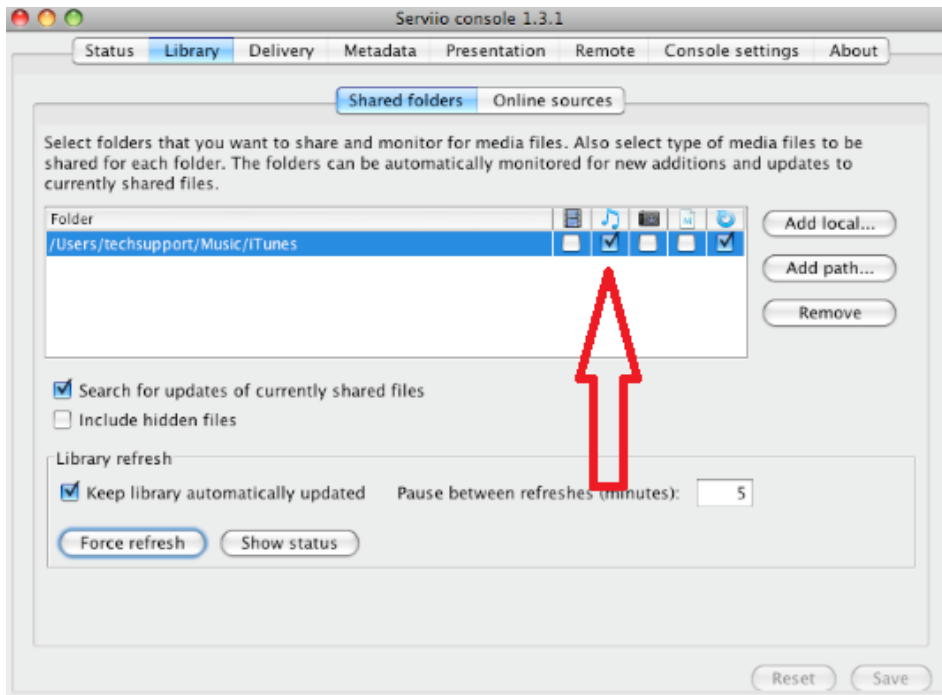 Serviio console 1.3.1
Status Library Delivery Metadata Presentation Remote Console settings About
Shared folders Online sources
Select folders that you want to share and monitor for media files. Also select type of media files to be
shared for each folder. The folders can be automatically monitored for new additions and updates to
currently shared files.
Folder
/Users/techsupport/Music/iTunes
Add local...
Add path...
Remove
Search for updates of currently shared files
Include hidden files
Library refresh
Keep library automatically updated Pause between refreshes (minutes): 5
Force refresh Show status
Reset Save